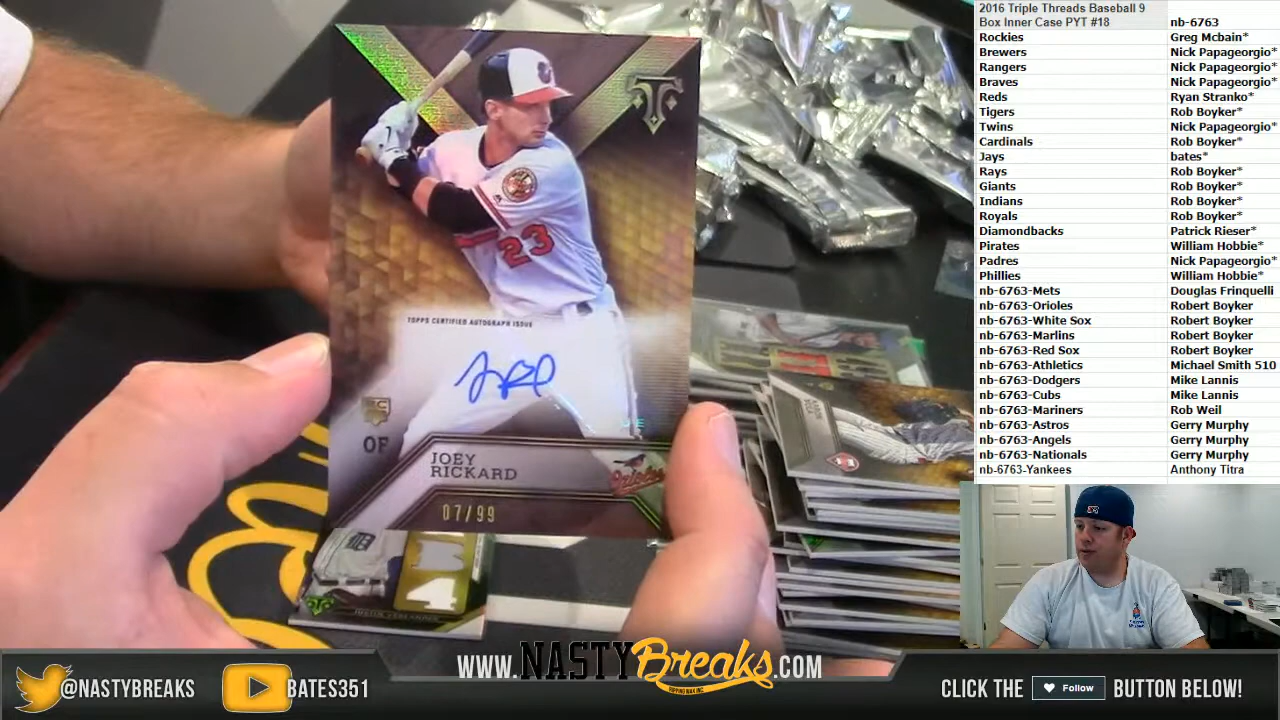 2016 Triple Threads Baseball 9
Box Inner Case PYT #18 nb-6763
Rockies Greg Mcbain*
Brewers Nick Papageorgio*
Rangers Nick Papageorgio*
Braves Nick Papageorgio*
Reds Ryan Stranko*
Tigers Rob Boyker*
Twins Nick Papageorgio*
Cardinals Rob Boyker*
Jays bates*
Rays Rob Boyker*
Giants Rob Boyker*
Indians Rob Boyker*
Royals Rob Boyker*
Diamondbacks Patrick Rieser*
Pirates William Hobbie*
Padres Nick Papageorgio*
Phillies William Hobbie*
nb-6763-Mets Douglas Frinquelli
nb-6763-Orioles Robert Boyker
nb-6763-White Sox Robert Boyker
nb-6763-Marlins Robert Boyker
nb-6763-Red Sox Robert Boyker
nb-6763-Athletics Michael Smith 510
nb-6763-Dodgers Mike Lannis
nb-6763-Cubs Mike Lannis
nb-6763-Mariners Rob Weil
nb-6763-Astros Gerry Murphy
nb-6763-Angels Gerry Murphy
nb-6763-Nationals Gerry Murphy
nb-6763-Yankees Anthony Titra
T
23
TOPPS CERTIFIED AUTOGRAPH ISSUE
RC
OF
JOEY
RICKARD
Orioles
07/99
4
JUSTIN VERLANDER
@NASTYBREAKS
BATES351
WWW.NASTYBreaks.COM
CLICK THE Follow BUTTON BELOW!